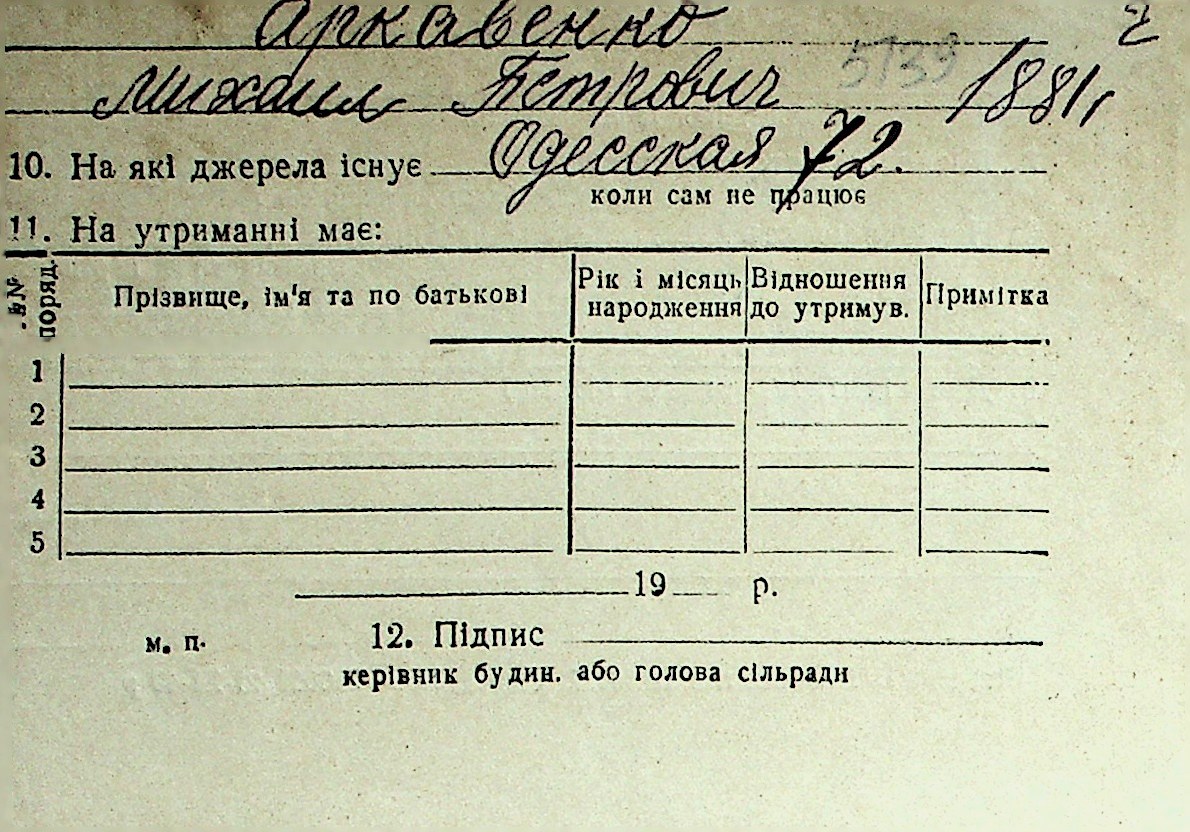 Аркавенко 2
Михаил Петрович 5139 1881,
10. На які джерела існує Одесская 72.
коли сам не працює
11. На утриманні має:
№№ поряд.
Прізвище, ім'я та по батькові
Рік і місяць народження
Відношення до утримув.
Примітка
1
2
3
4
5
19 р.
м. п. 12. Підпис
керівник будин. або голова сільради